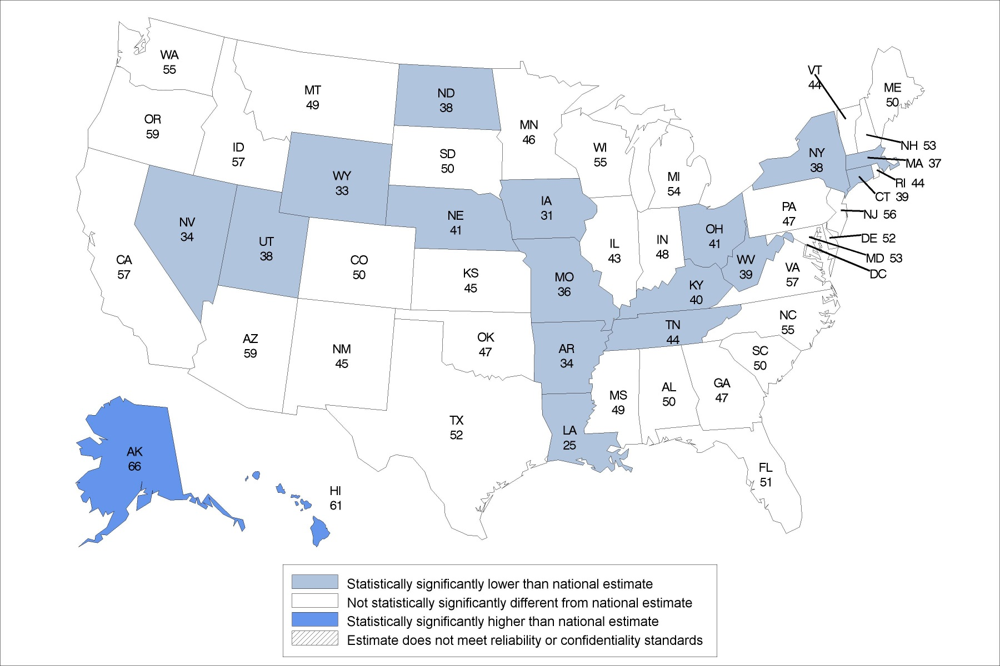 WA
55
MT
49
ND
38
MN
46
VT
44
ME
50
OR
59
ID
57
WY
33
SD
50
WI
55
MI
54
NY
38
NH 53
MA 37
RI 44
CT 39
NJ 56
PA
47
DE 52
MD 53
DC
NV
34
UT
38
NE
41
IA
31
OH
41
IL
43
IN
48
WV
39
VA
57
CA
57
CO
50
KS
45
MO
36
KY
40
NC
55
TN
44
AZ
59
NM
45
OK
47
AR
34
SC
50
MS
49
AL
50
GA
47
TX
52
LA
25
FL
51
AK
66
HI
61
Statistically significantly lower than national estimate
Not statistically significantly different from national estimate
Statistically significantly higher than national estimate
Estimate does not meet reliability or confidentiality standards